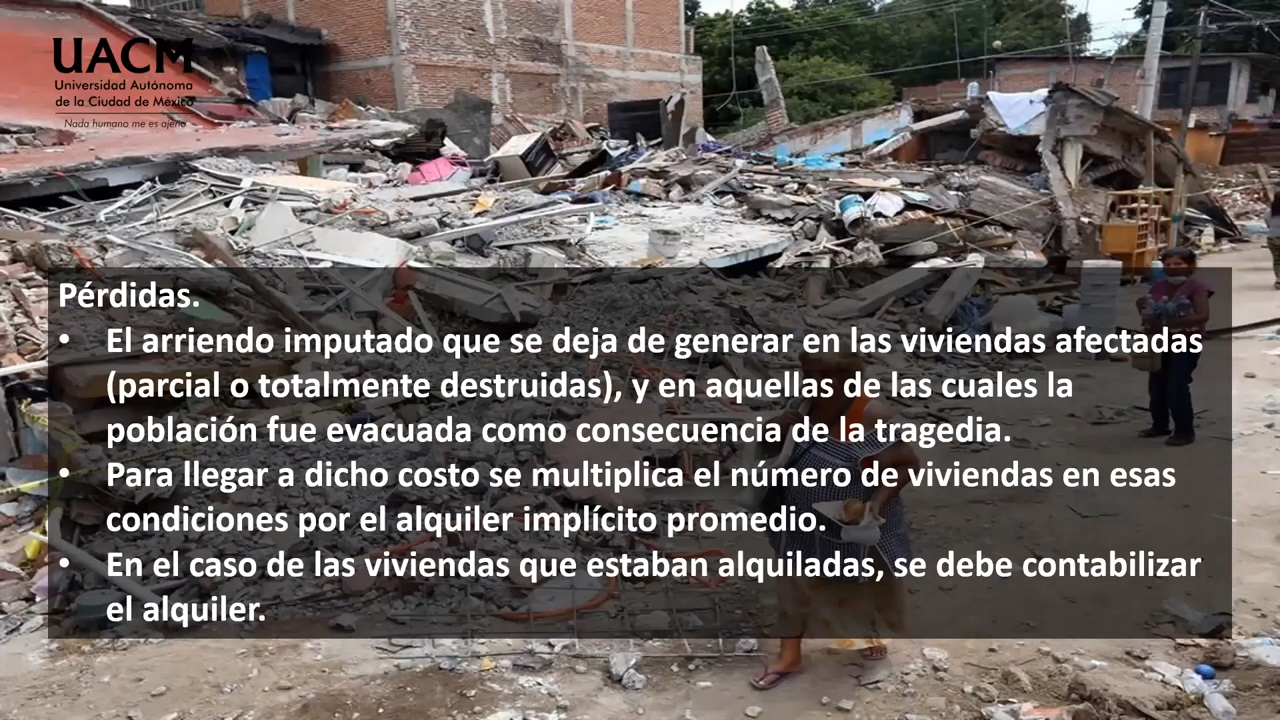 UACM
Universidad Autónoma
de la Ciudad de México
Nada humano me es ajeno
Pérdidas.
• El arriendo imputado que se deja de generar en las viviendas afectadas
(parcial o totalmente destruidas), y en aquellas de las cuales la
población fue evacuada como consecuencia de la tragedia.
• Para llegar a dicho costo se multiplica el número de viviendas en esas
condiciones por el alquiler implícito promedio.
• En el caso de las viviendas que estaban alquiladas, se debe contabilizar
el alquiler.